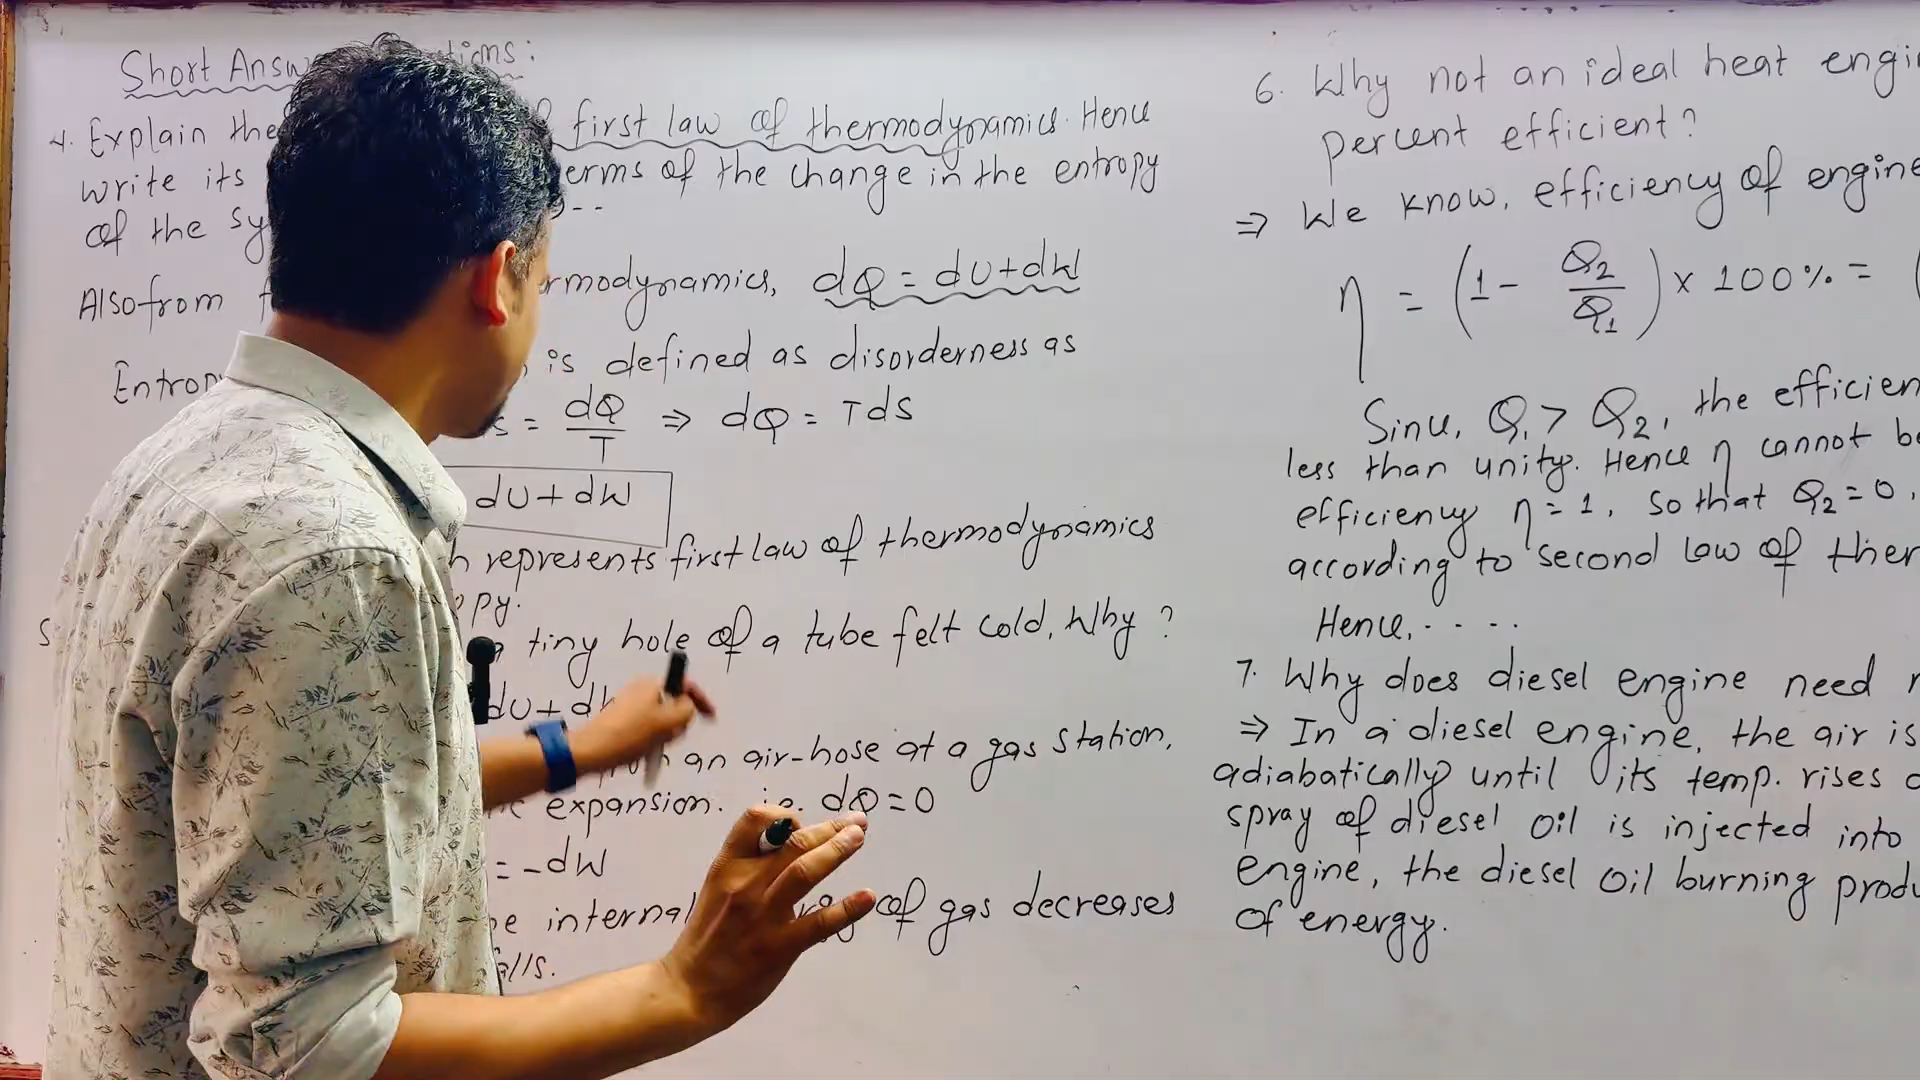 Short Answ tions:
4. Explain the first law of thermodynamics. Hence
write its erms of the change in the entropy
of the sy --
Also from rmodynamics, dQ = dU+dW
Entrop is defined as disorderness as
s = dQ/T ⇒ dQ = TdS
dU+dW
h represents first law of thermodynamics
opy.
5 tiny hole of a tube felt cold. Why?
dU+dW
an air-hose at a gas station,
expansion. i.e. dQ=0
= -dW
e internal of gas decreases
alls.
6. Why not an ideal heat engi
percent efficient?
⇒ We know, efficiency of engine
η = (1- Q2/Q1) x 100% = (
Since, Q1 > Q2, the efficien
less than unity. Hence η cannot be
efficiency η = 1, so that Q2 = 0,
according to second law of ther
Hence, ....
7. Why does diesel engine need n
⇒ In a diesel engine, the air is
adiabatically until its temp. rises
spray of diesel oil is injected into
engine, the diesel oil burning produ
of energy.